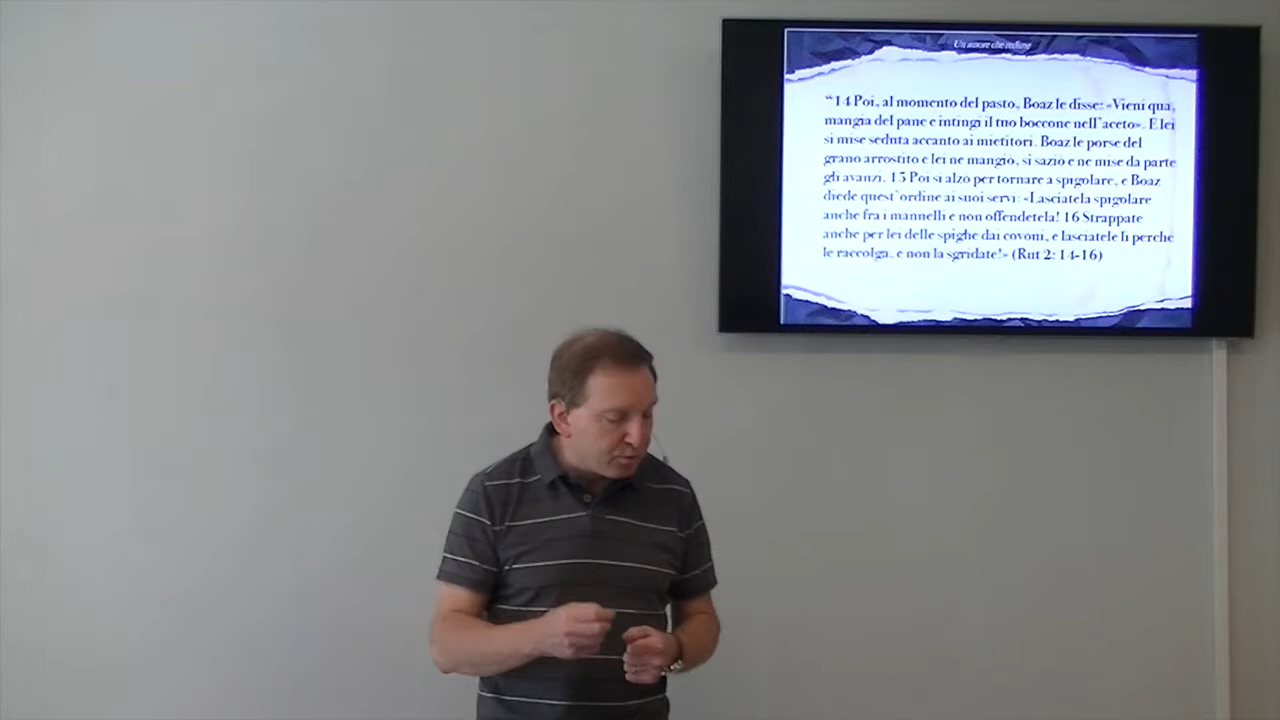 Un amore che redime
“14 Poi, al momento del pasto, Boaz le disse: «Vieni qua,
mangia del pane e intingi il tuo boccone nell'aceto». E lei
si mise seduta accanto ai mietitori. Boaz le porse del
grano arrostito e lei ne mangiò, si saziò e ne mise da parte
gli avanzi. 15 Poi si alzò per tornare a spigolare, e Boaz
diede quest'ordine ai suoi servi: «Lasciatela spigolare
anche fra i mannelli e non offendetela! 16 Strappate
anche per lei delle spighe dai covoni, e lasciatele lì perché
le raccolga, e non la sgridate!» (Rut 2: 14-16)